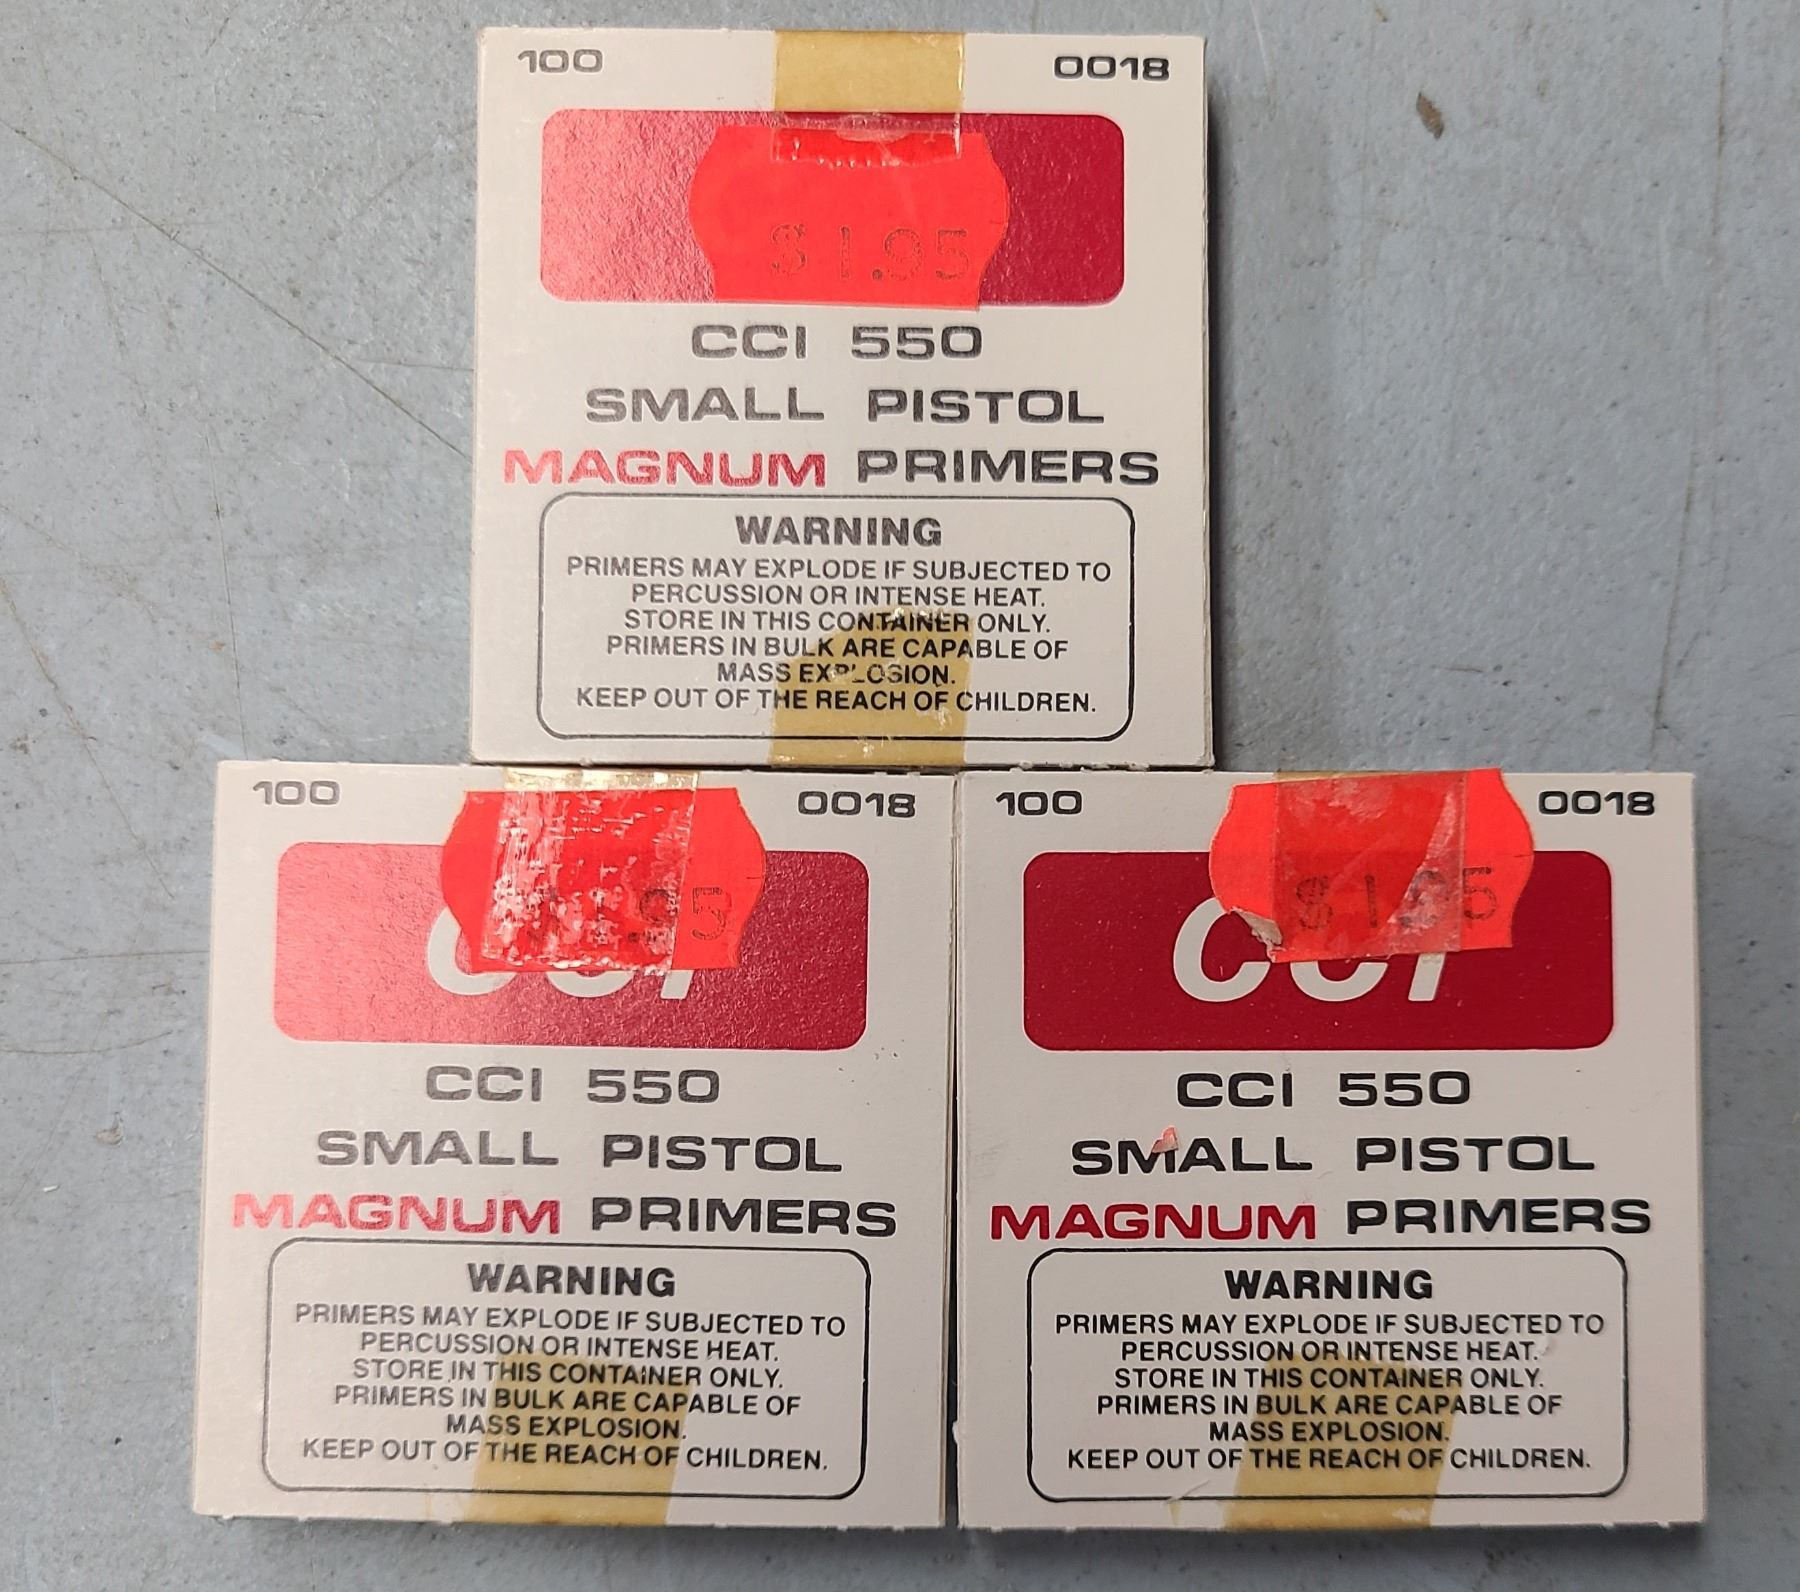 100 0018
$1.95
CCI 550
SMALL PISTOL
MAGNUM PRIMERS
WARNING
PRIMERS MAY EXPLODE IF SUBJECTED TO
PERCUSSION OR INTENSE HEAT.
STORE IN THIS CONTAINER ONLY.
PRIMERS IN BULK ARE CAPABLE OF
MASS EXPLOSION.
KEEP OUT OF THE REACH OF CHILDREN.
100 0018
$1.95
CCI
CCI 550
SMALL PISTOL
MAGNUM PRIMERS
WARNING
PRIMERS MAY EXPLODE IF SUBJECTED TO
PERCUSSION OR INTENSE HEAT.
STORE IN THIS CONTAINER ONLY.
PRIMERS IN BULK ARE CAPABLE OF
MASS EXPLOSION.
KEEP OUT OF THE REACH OF CHILDREN.
100 0018
$1.95
CCI
CCI 550
SMALL PISTOL
MAGNUM PRIMERS
WARNING
PRIMERS MAY EXPLODE IF SUBJECTED TO
PERCUSSION OR INTENSE HEAT.
STORE IN THIS CONTAINER ONLY.
PRIMERS IN BULK ARE CAPABLE OF
MASS EXPLOSION.
KEEP OUT OF THE REACH OF CHILDREN.